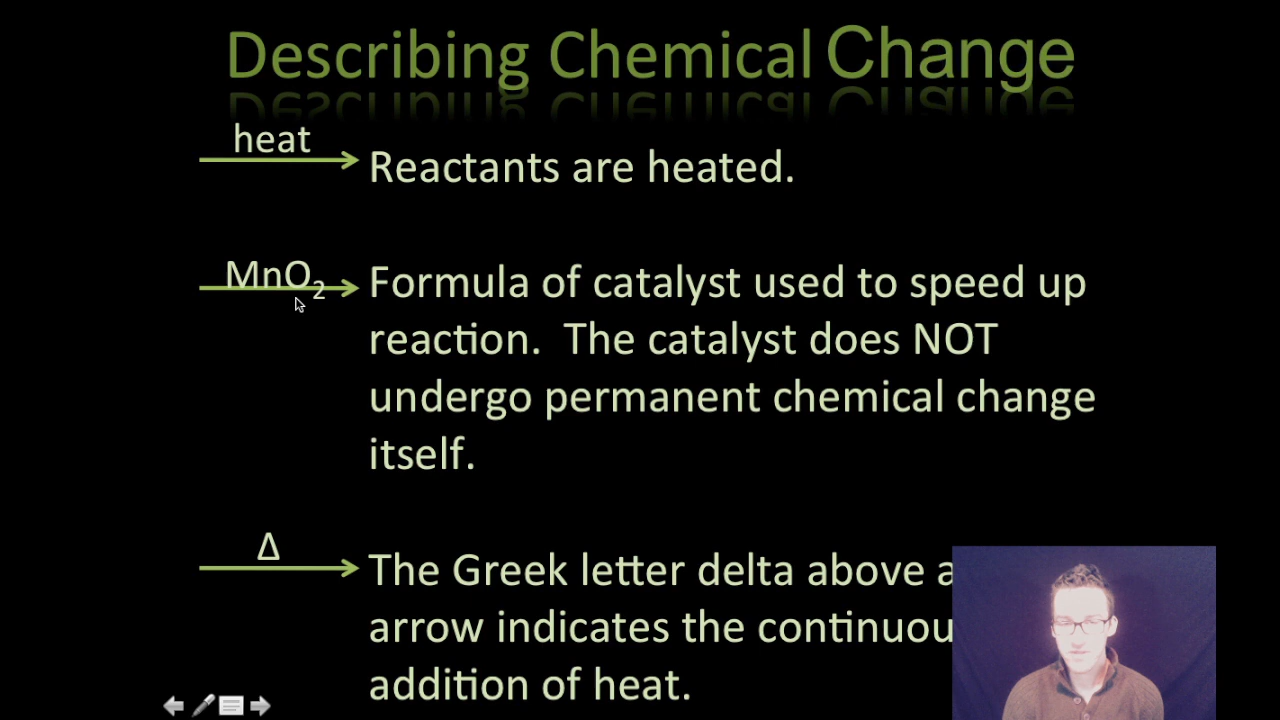 Describing Chemical Change
heat
Reactants are heated.
MnO₂
Formula of catalyst used to speed up
reaction. The catalyst does NOT
undergo permanent chemical change
itself.
Δ
The Greek letter delta above
arrow indicates the
addition of heat.